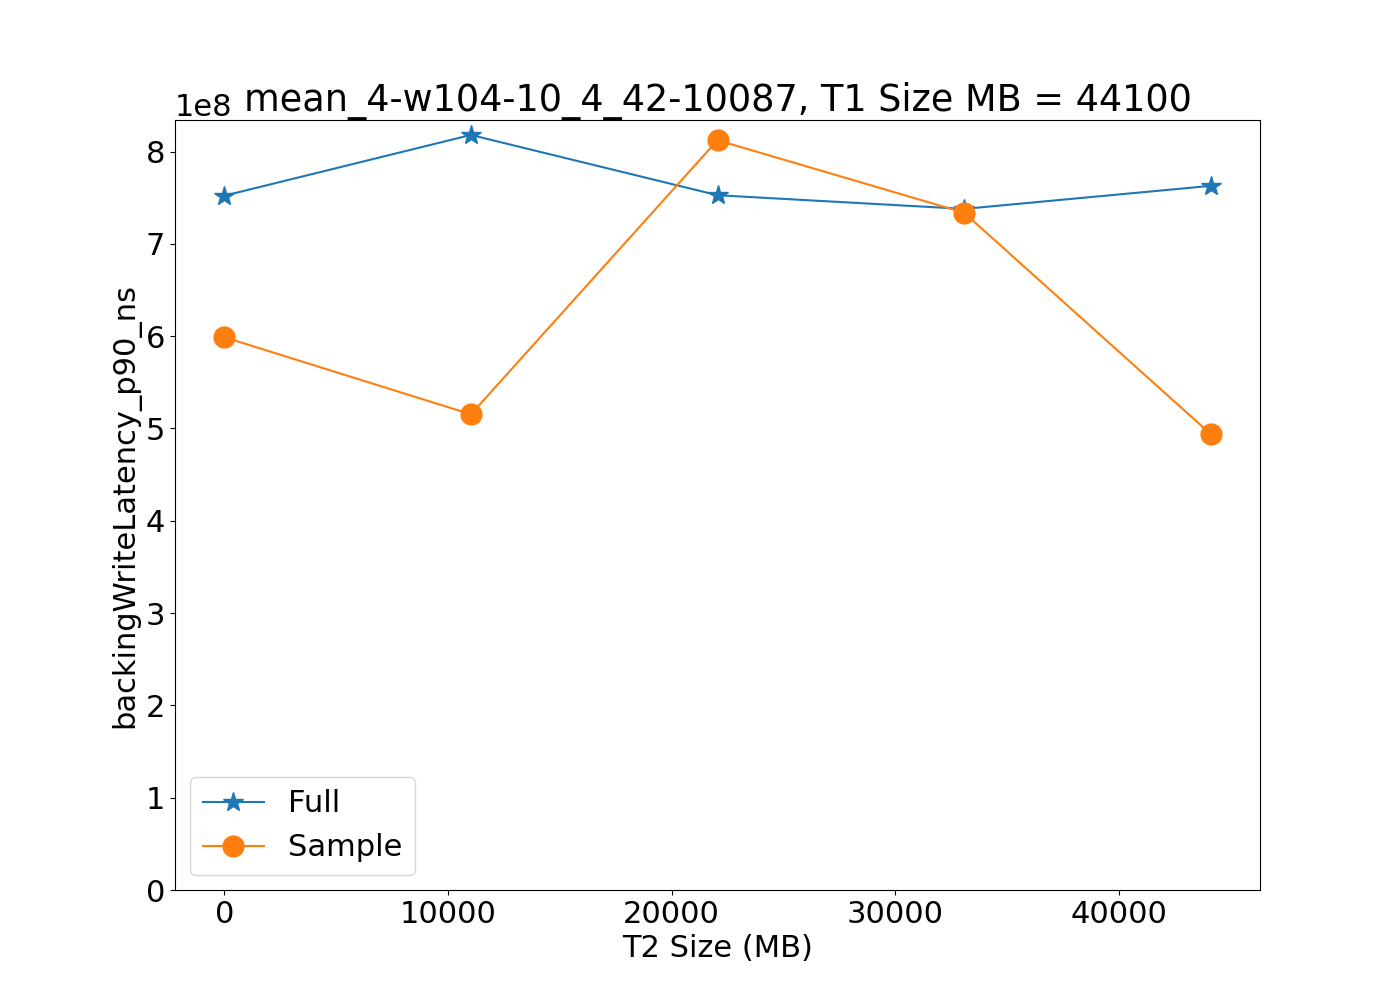 1e8
mean_4-w104-10_4_42-10087, T1 Size MB = 44100
backingWriteLatency_p90_ns
8
7
6
5
4
3
2
1
0
Full
Sample
0 10000 20000 30000 40000
T2 Size (MB)